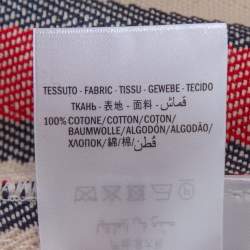 TESSUTO - FABRIC - TISSU - GEWEBE - TECIDO
ТКАНЬ - 表地 - 面料 - قماش
100% COTONE/COTTON/COTON/
BAUMWOLLE/ALGODÓN/ALGODÃO/
ХЛОПОК/綿/棉/قطن